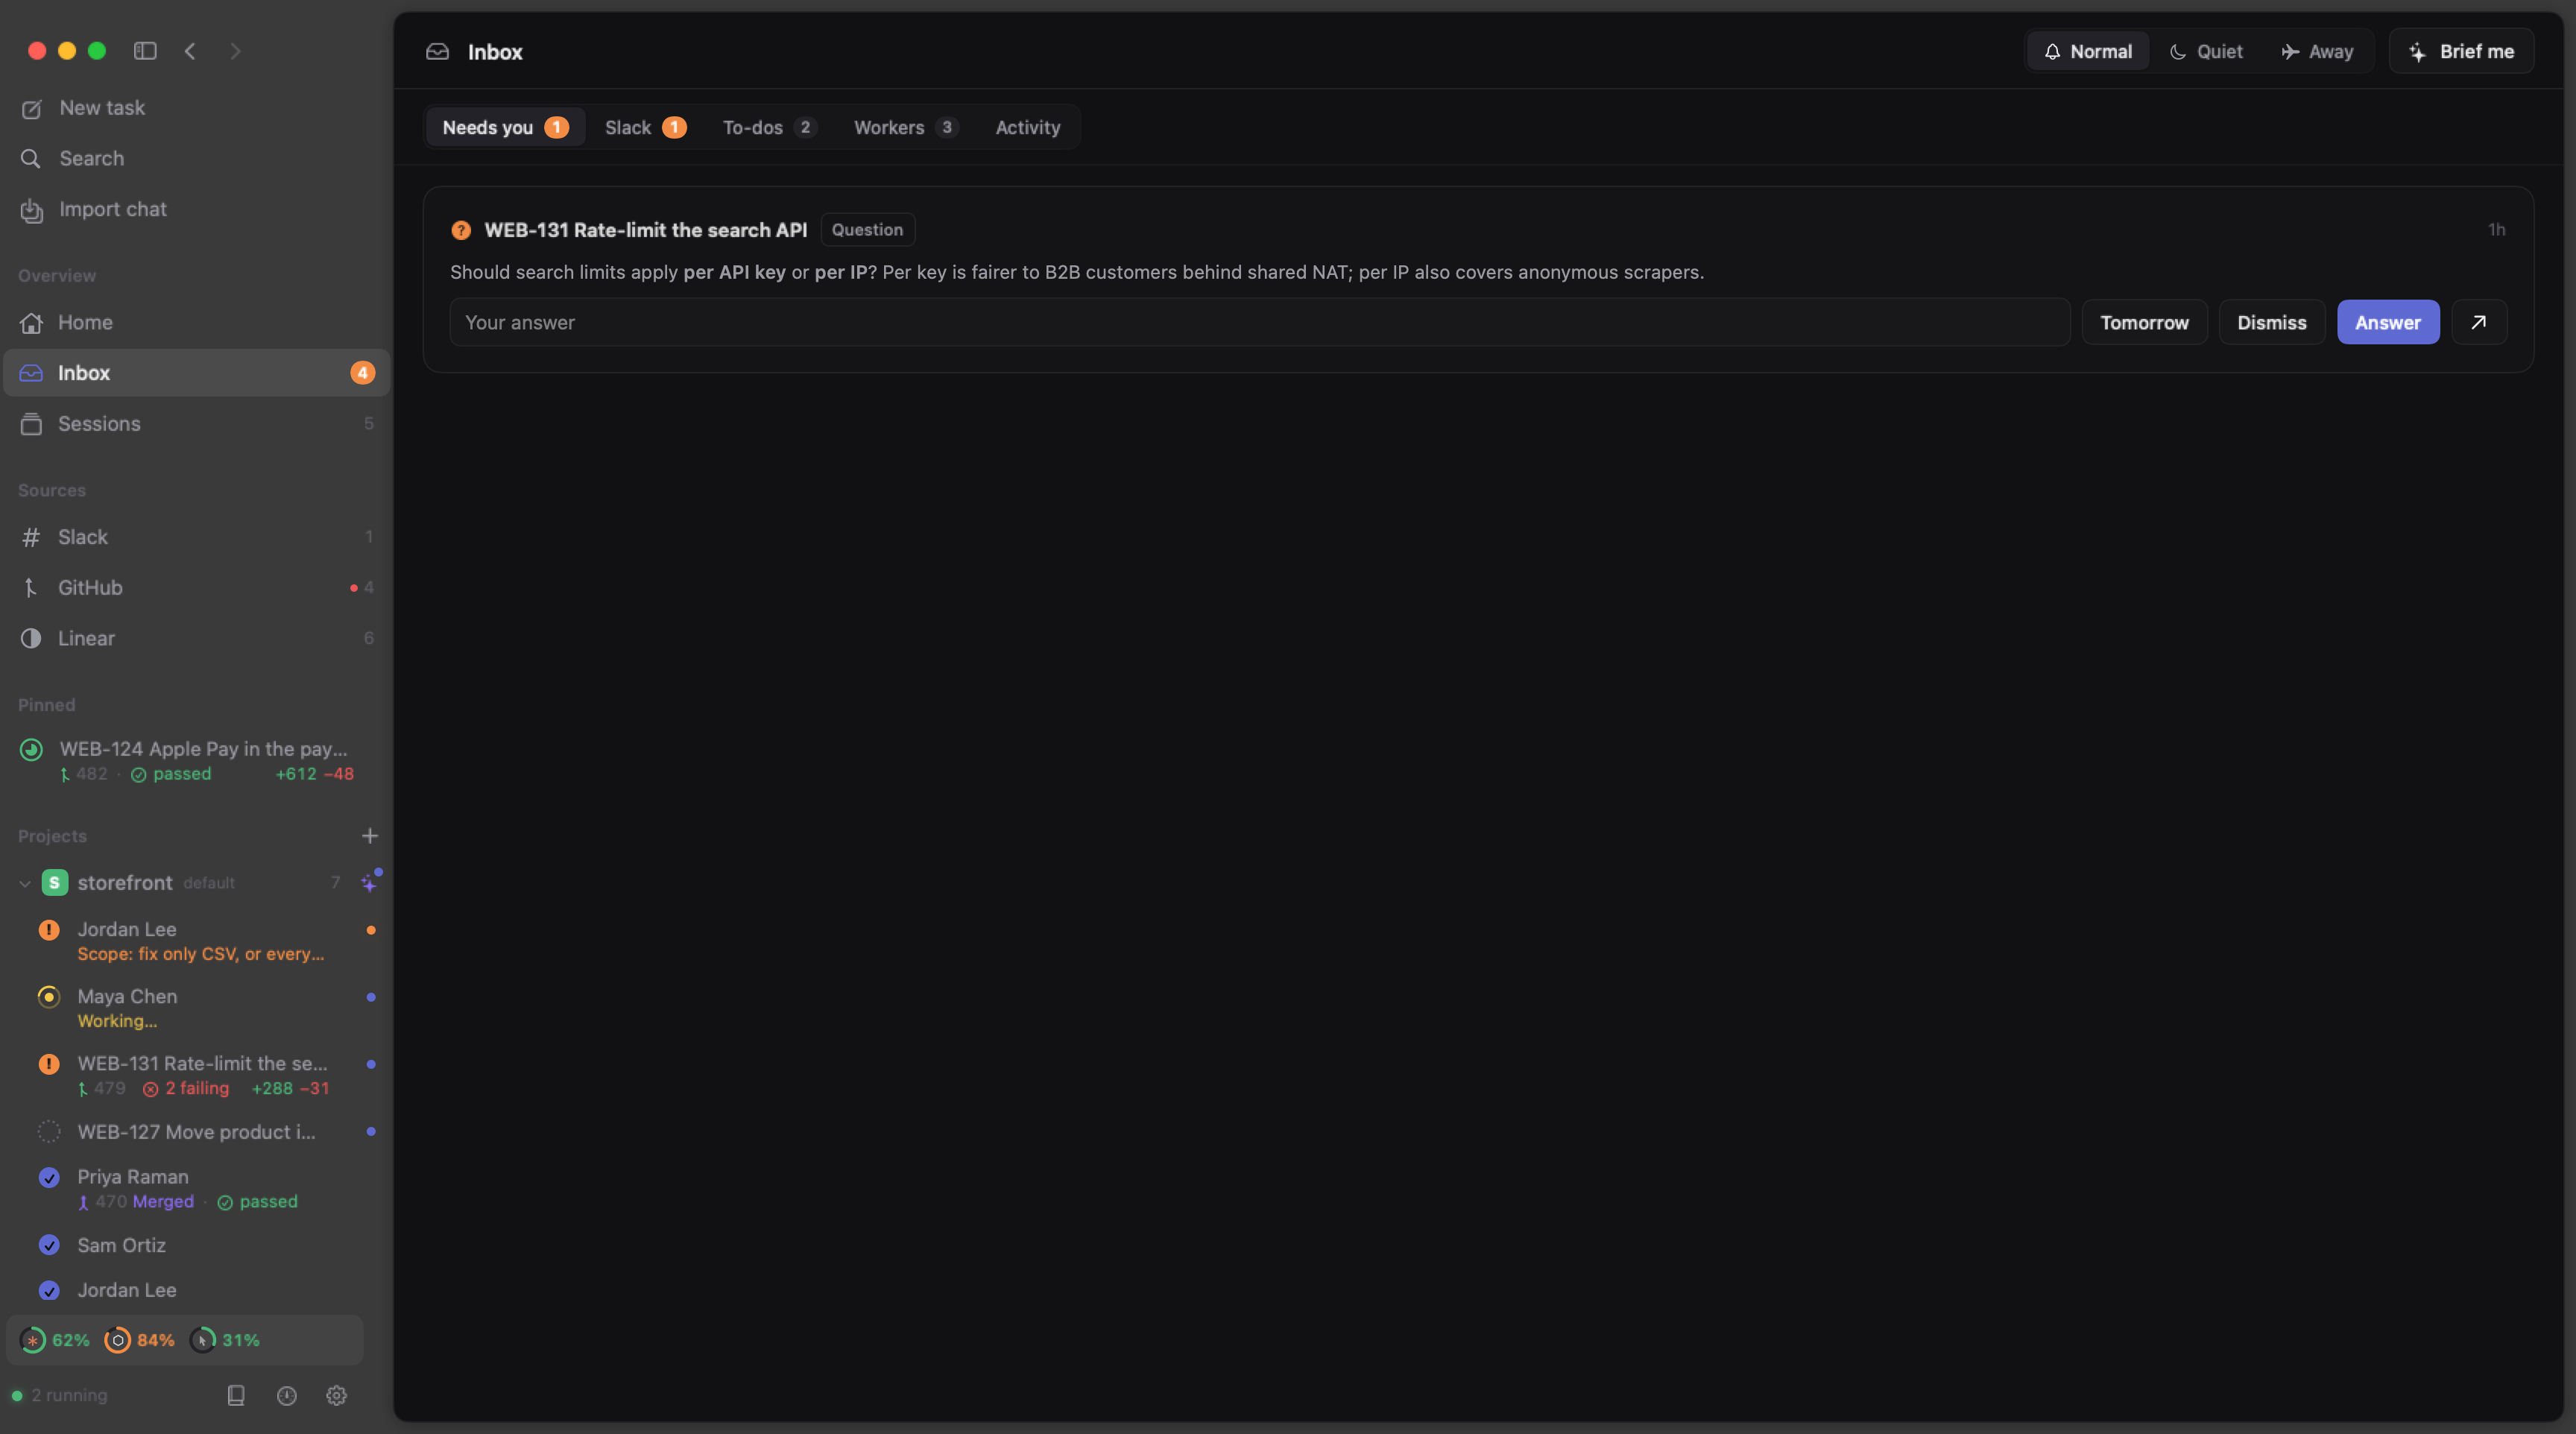 New task
Search
Import chat
Overview
Home
Inbox 4
Sessions 5
Sources
Slack 1
GitHub 4
Linear 6
Pinned
WEB-124 Apple Pay in the pay...
482 · passed +612 −48
Projects +
S storefront default 7
Jordan Lee
Scope: fix only CSV, or every...
Maya Chen
Working...
WEB-131 Rate-limit the se...
479 2 failing +288 −31
WEB-127 Move product i...
Priya Raman
470 Merged · passed
Sam Ortiz
Jordan Lee
62% 84% 31%
2 running
Inbox
Normal Quiet Away Brief me
Needs you 1 Slack 1 To-dos 2 Workers 3 Activity
WEB-131 Rate-limit the search API Question 1h
Should search limits apply per API key or per IP? Per key is fairer to B2B customers behind shared NAT; per IP also covers anonymous scrapers.
Your answer Tomorrow Dismiss Answer